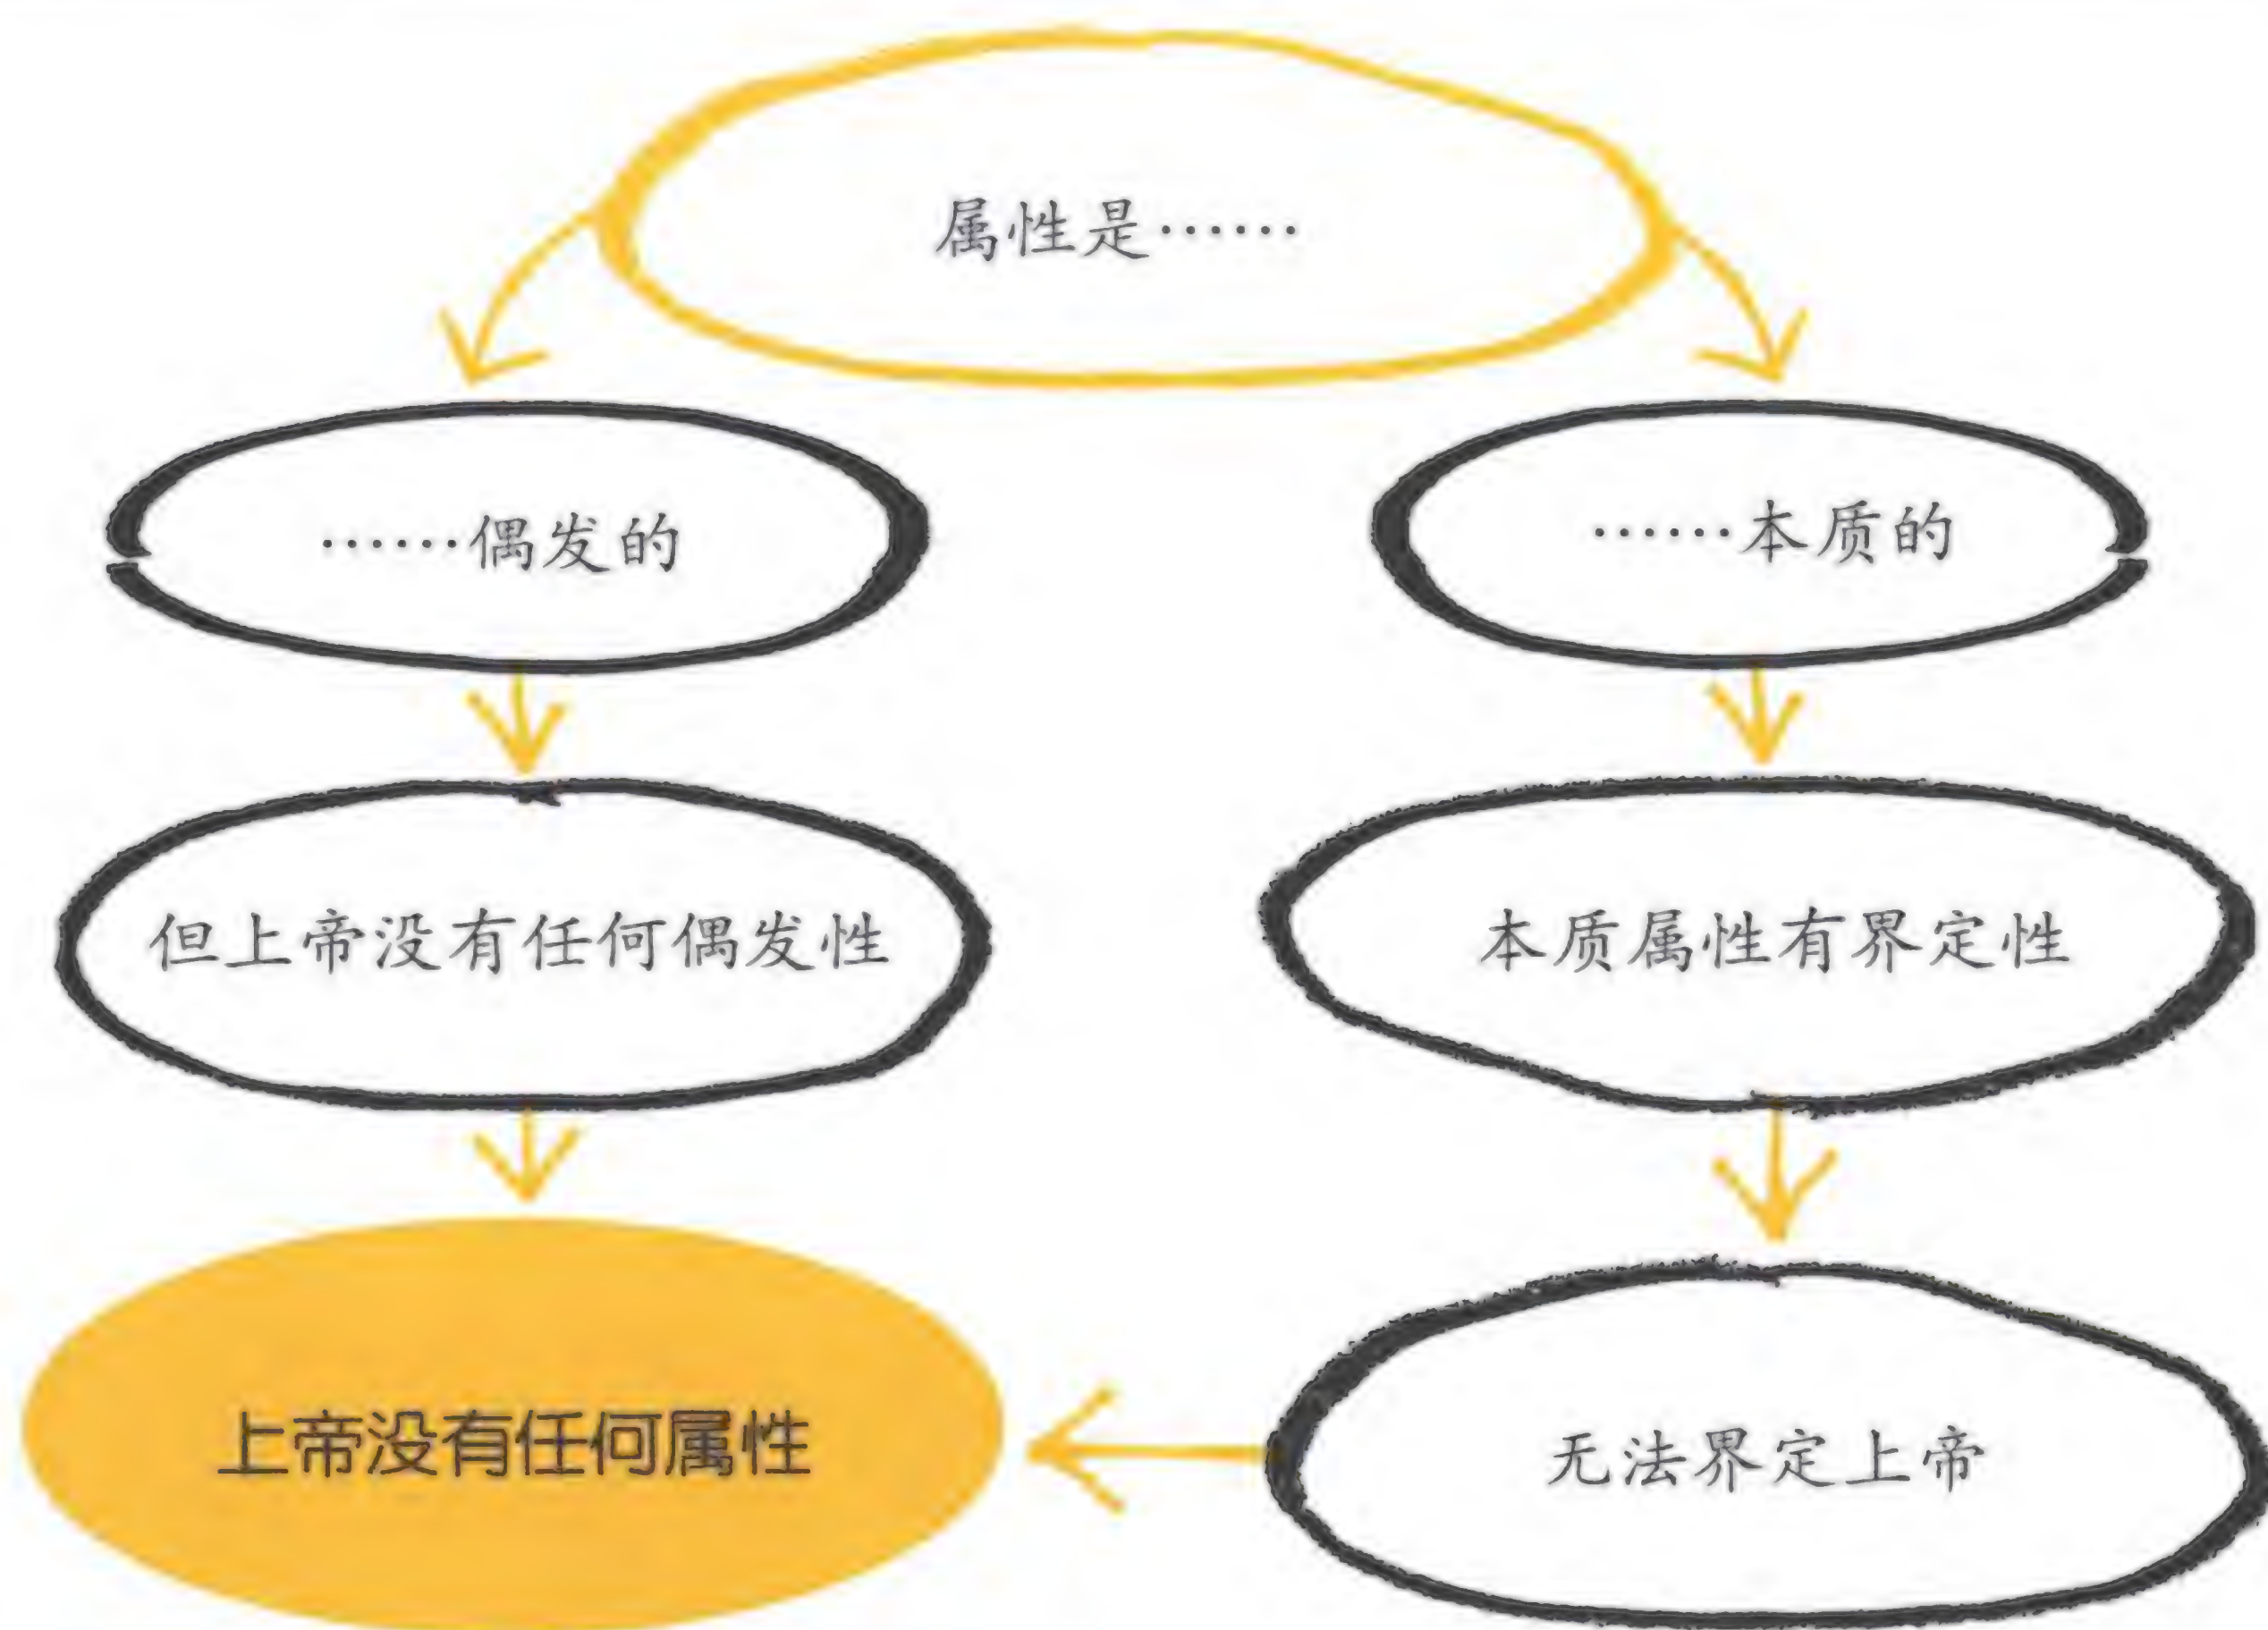 属性是……
……偶发的
……本质的
但上帝没有任何偶发性
本质属性有界定性
上帝没有任何属性
无法界定上帝